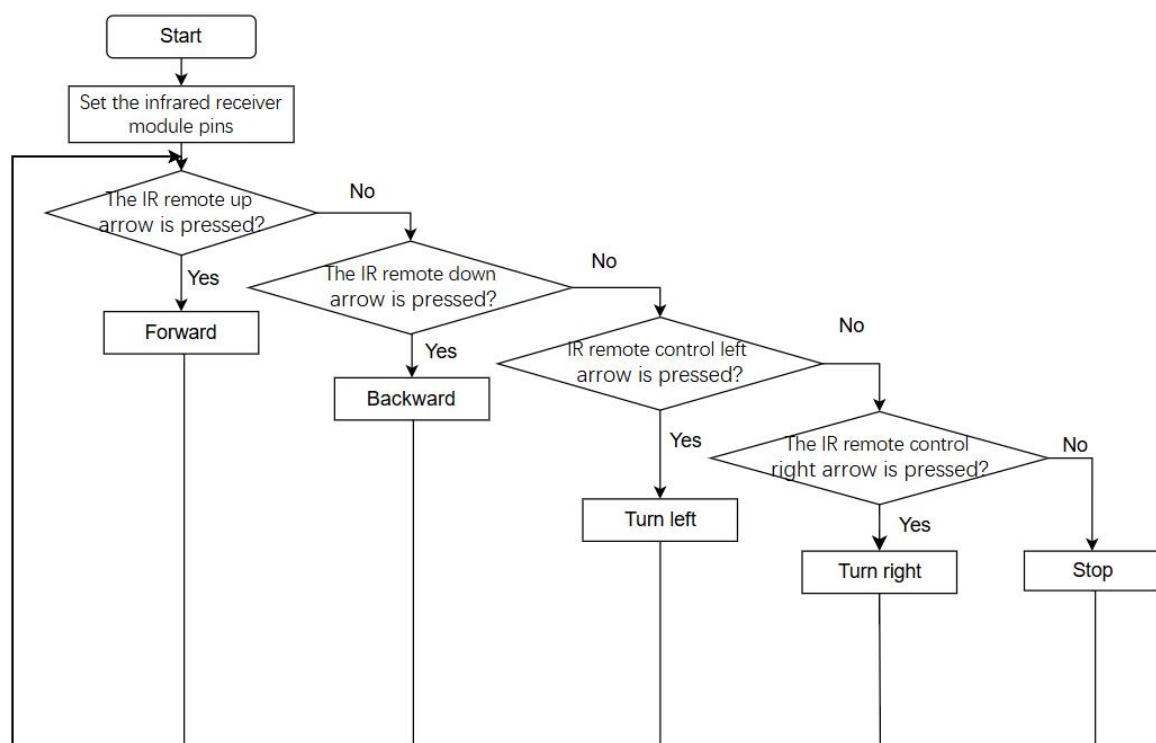 Start
Set the infrared receiver
module pins
The IR remote up
arrow is pressed?
No
Yes
Forward
The IR remote down
arrow is pressed?
No
Yes
Backward
IR remote control left
arrow is pressed?
No
Yes
Turn left
The IR remote control
right arrow is pressed?
No
Yes
Turn right
Stop